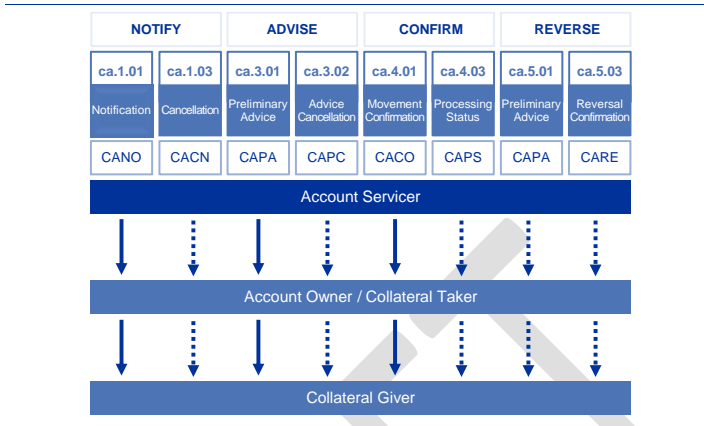 NOTIFY ADVISE CONFIRM REVERSE
ca.1.01 ca.1.03 ca.3.01 ca.3.02 ca.4.01 ca.4.03 ca.5.01 ca.5.03
Notification Cancellation Preliminary Advice Advice Cancellation Movement Confirmation Processing Status Preliminary Advice Reversal Confirmation
CANO CACN CAPA CAPC CACO CAPS CAPA CARE
Account Servicer
Account Owner / Collateral Taker
Collateral Giver